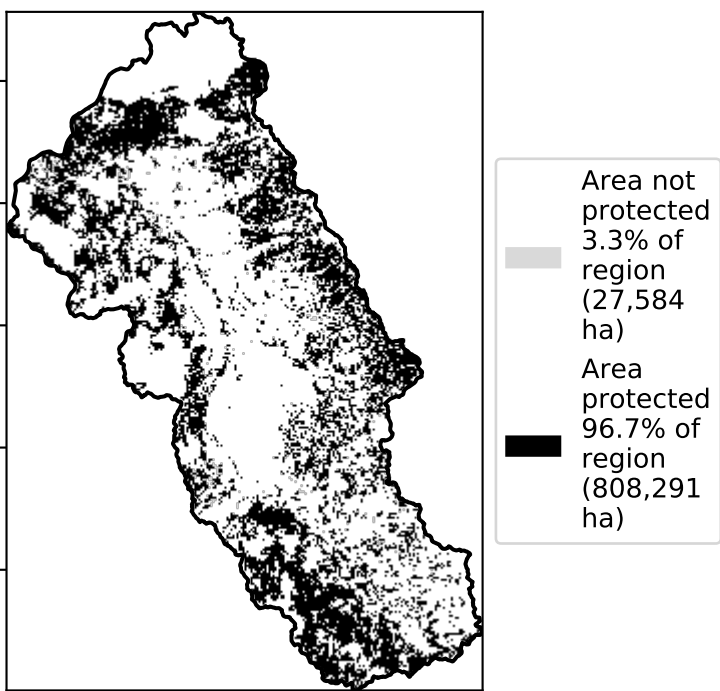 Area not
protected
3.3% of
region
(27,584
ha)
Area
protected
96.7% of
region
(808,291
ha)